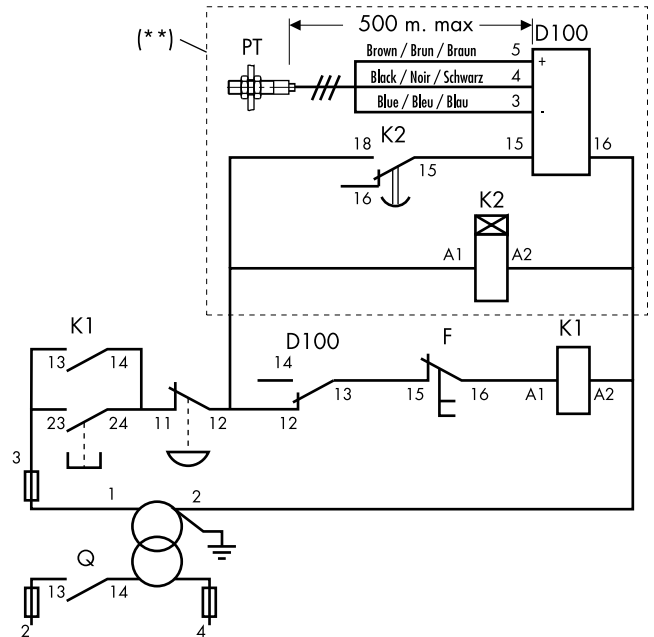 500 m. max
(**)
PT
D100
Brown / Brun / Braun
5
+
Black / Noir / Schwarz
4
Blue / Bleu / Blau
3
-
K2
18
15
15
16
16
K2
A1
A2
K1
D100
F
K1
13
14
14
13
15
16
A1
A2
23
24
11
12
12
3
1
2
Q
13
14
2
4